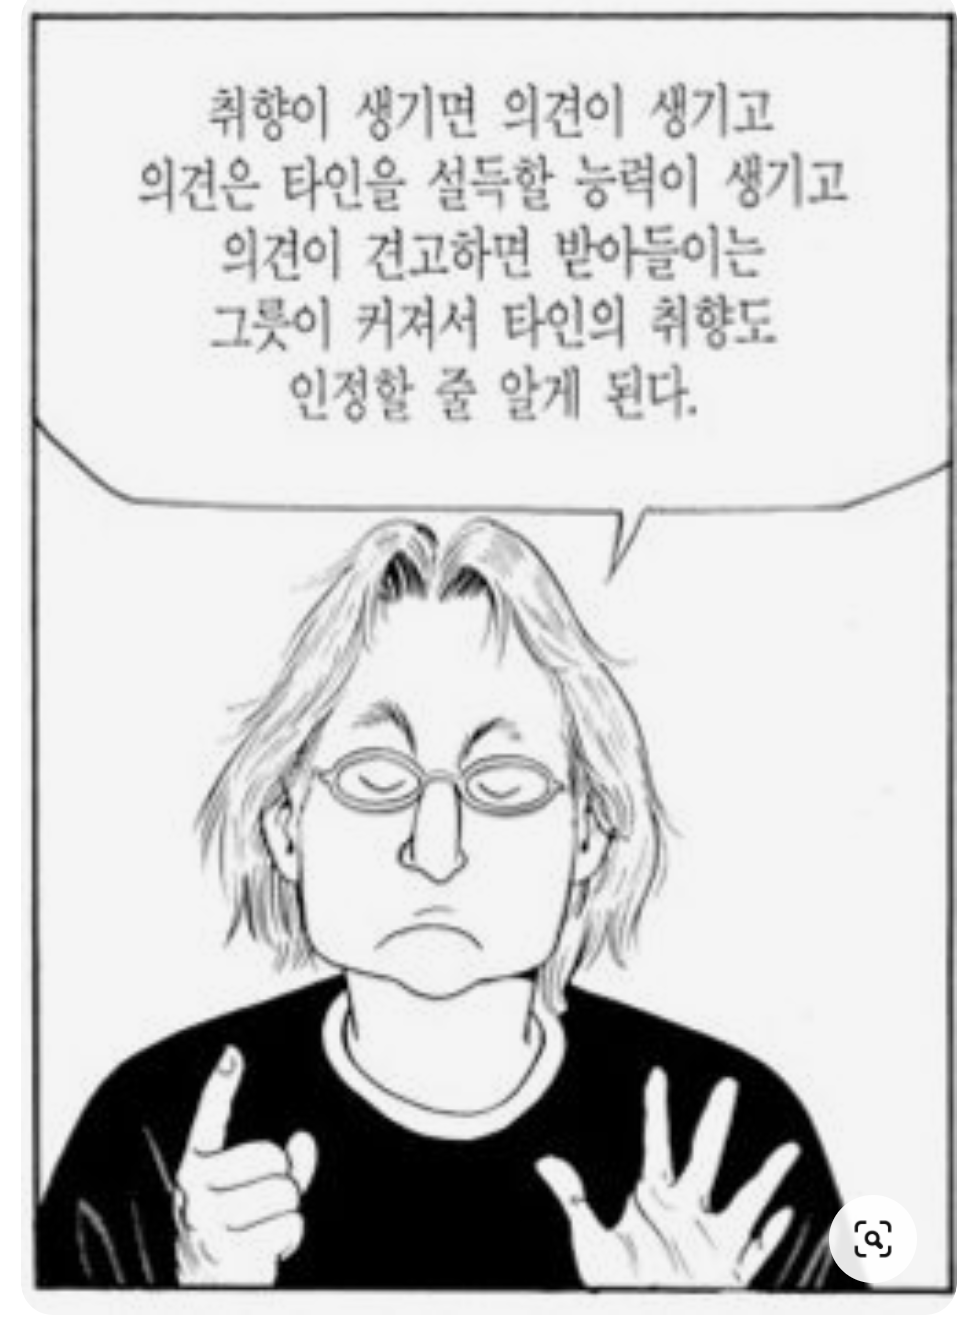 취향이 생기면 의견이 생기고
의견은 타인을 설득할 능력이 생기고
의견이 견고하면 받아들이는
그릇이 커져서 타인의 취향도
인정할 줄 알게 된다.